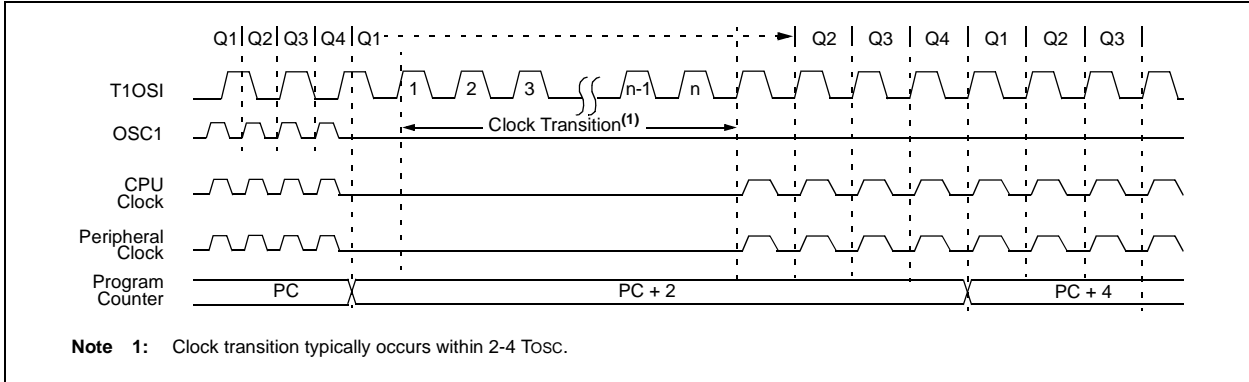 Q1 Q2 Q3 Q4 Q1 Q2 Q3 Q4 Q1 Q2 Q3
T1OSI 1 2 3 n-1 n
OSC1 Clock Transition(1)
CPU
Clock
Peripheral
Clock
Program
Counter PC PC + 2 PC + 4
Note 1: Clock transition typically occurs within 2-4 TOSC.